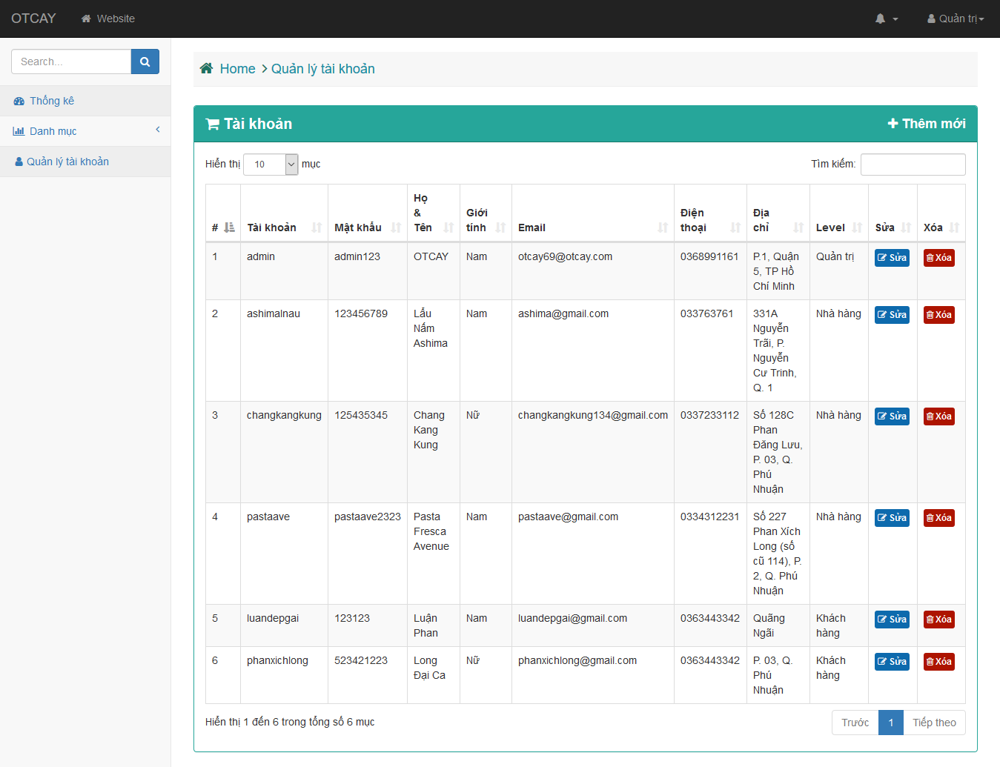 OTCAY Website Quản trị
Search...
Thống kê
Danh mục
Quản lý tài khoản
Home Quản lý tài khoản
Tài khoản Thêm mới
Hiển thị 10 mục Tìm kiếm:
# Tài khoản Mật khẩu Họ & Tên Giới tính Email Điện thoại Địa chỉ Level Sửa Xóa
1 admin admin123 OTCAY Nam otcay69@otcay.com 0368991161 P.1, Quận 5, TP Hồ Chí Minh Quản trị Sửa Xóa
2 ashimalnau 123456789 Lẩu Nấm Ashima Nam ashima@gmail.com 033763761 331A Nguyễn Trãi, P. Nguyễn Cư Trinh, Q. 1 Nhà hàng Sửa Xóa
3 changkangkung 125435345 Chang Kang Kung Nữ changkangkung134@gmail.com 0337233112 Số 128C Phan Đăng Lưu, P. 03, Q. Phú Nhuận Nhà hàng Sửa Xóa
4 pastaave pastaave2323 Pasta Fresca Avenue Nam pastaave@gmail.com 0334312231 Số 227 Phan Xích Long (số cũ 114), P. 2, Q. Phú Nhuận Nhà hàng Sửa Xóa
5 luandepgai 123123 Luận Phan Nam luandepgai@gmail.com 0363443342 Quãng Ngãi Khách hàng Sửa Xóa
6 phanxichlong 523421223 Long Đại Ca Nữ phanxichlong@gmail.com 0363443342 P. 03, Q. Phú Nhuận Khách hàng Sửa Xóa
Hiển thị 1 đến 6 trong tổng số 6 mục Trước 1 Tiếp theo